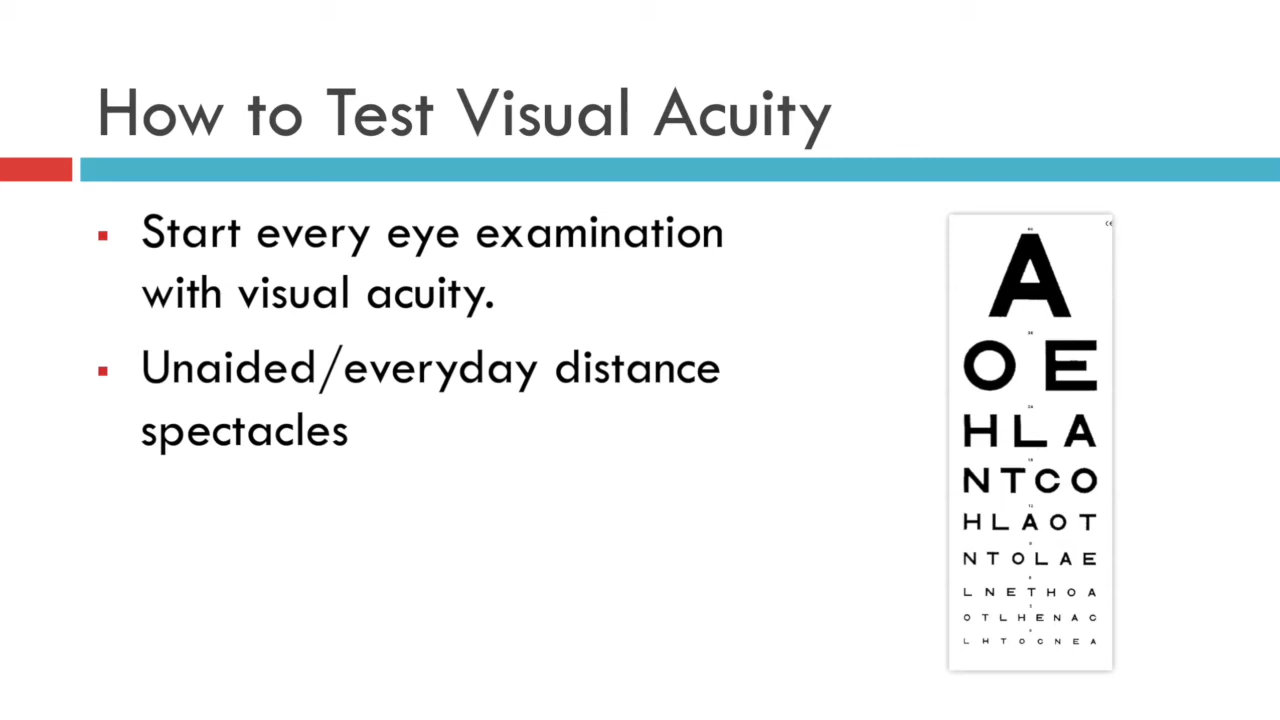 How to Test Visual Acuity
Start every eye examination
with visual acuity.
Unaided/everyday distance
spectacles
A
O E
H L A
N T C O
H L A O T
N T O L A E
L N E T H O A
O T L H E N A C
L H T O C N E A